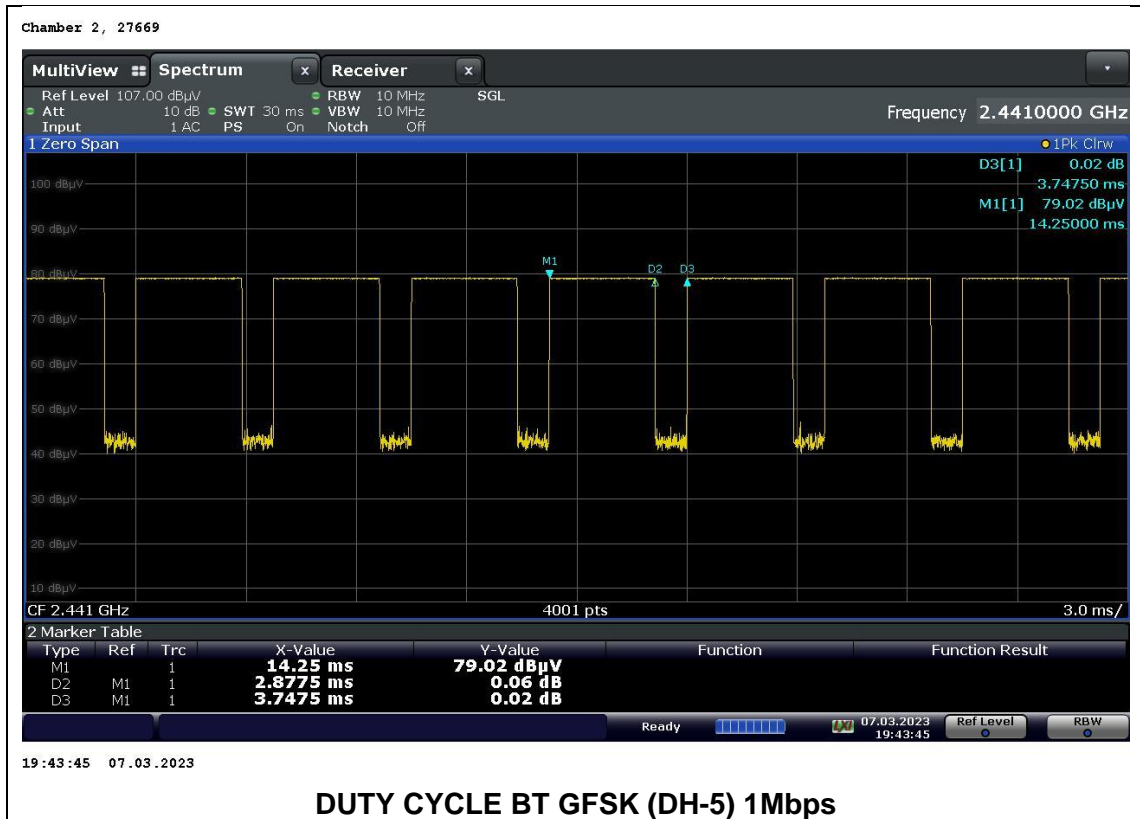 Chamber 2, 27669
MultiView Spectrum x Receiver x
Ref Level 107.00 dBµV RBW 10 MHz SGL
Att 10 dB SWT 30 ms VBW 10 MHz
Input 1 AC PS On Notch Off
Frequency 2.4410000 GHz
1 Zero Span 1Pk Clrw
D3[1] 0.02 dB
3.74750 ms
M1[1] 79.02 dBµV
14.25000 ms
100 dBµV
90 dBµV
M1 D2 D3
80 dBµV
70 dBµV
60 dBµV
50 dBµV
40 dBµV
30 dBµV
20 dBµV
10 dBµV
CF 2.441 GHz 4001 pts 3.0 ms/
2 Marker Table
Type Ref Trc X-Value Y-Value Function Function Result
M1 1 14.25 ms 79.02 dBµV
D2 M1 1 2.8775 ms 0.06 dB
D3 M1 1 3.7475 ms 0.02 dB
Ready 07.03.2023 Ref Level RBW
19:43:45
19:43:45 07.03.2023
DUTY CYCLE BT GFSK (DH-5) 1Mbps